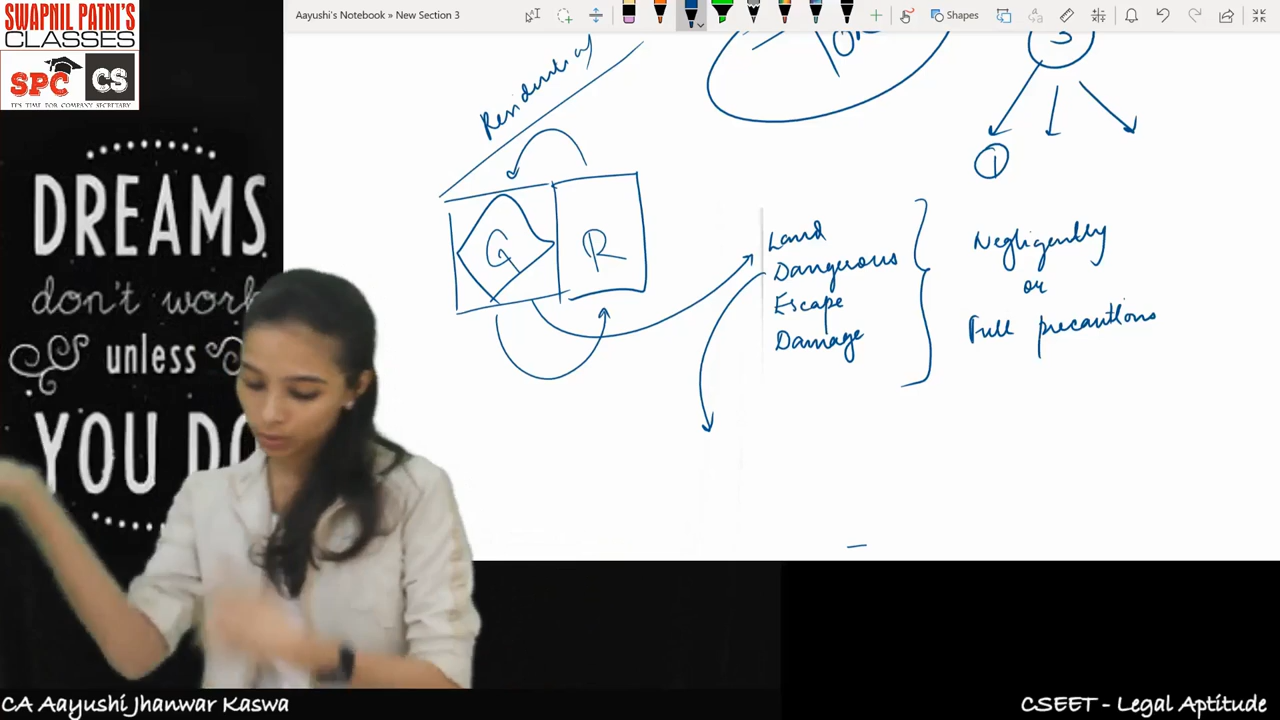 SWAPNIL PATNI'S
CLASSES
SPC CS
IT'S TIME FOR COMPANY SECRETARY
Aayushi's Notebook » New Section 3
Shapes
DREAMS
don't work
unless
YOU DO
Residential
or
3
1
G R
Land
Dangerous
Escape
Damage
Negligently
or
Full precautions
CA Aayushi Jhanwar Kaswa
CSEET - Legal Aptitude